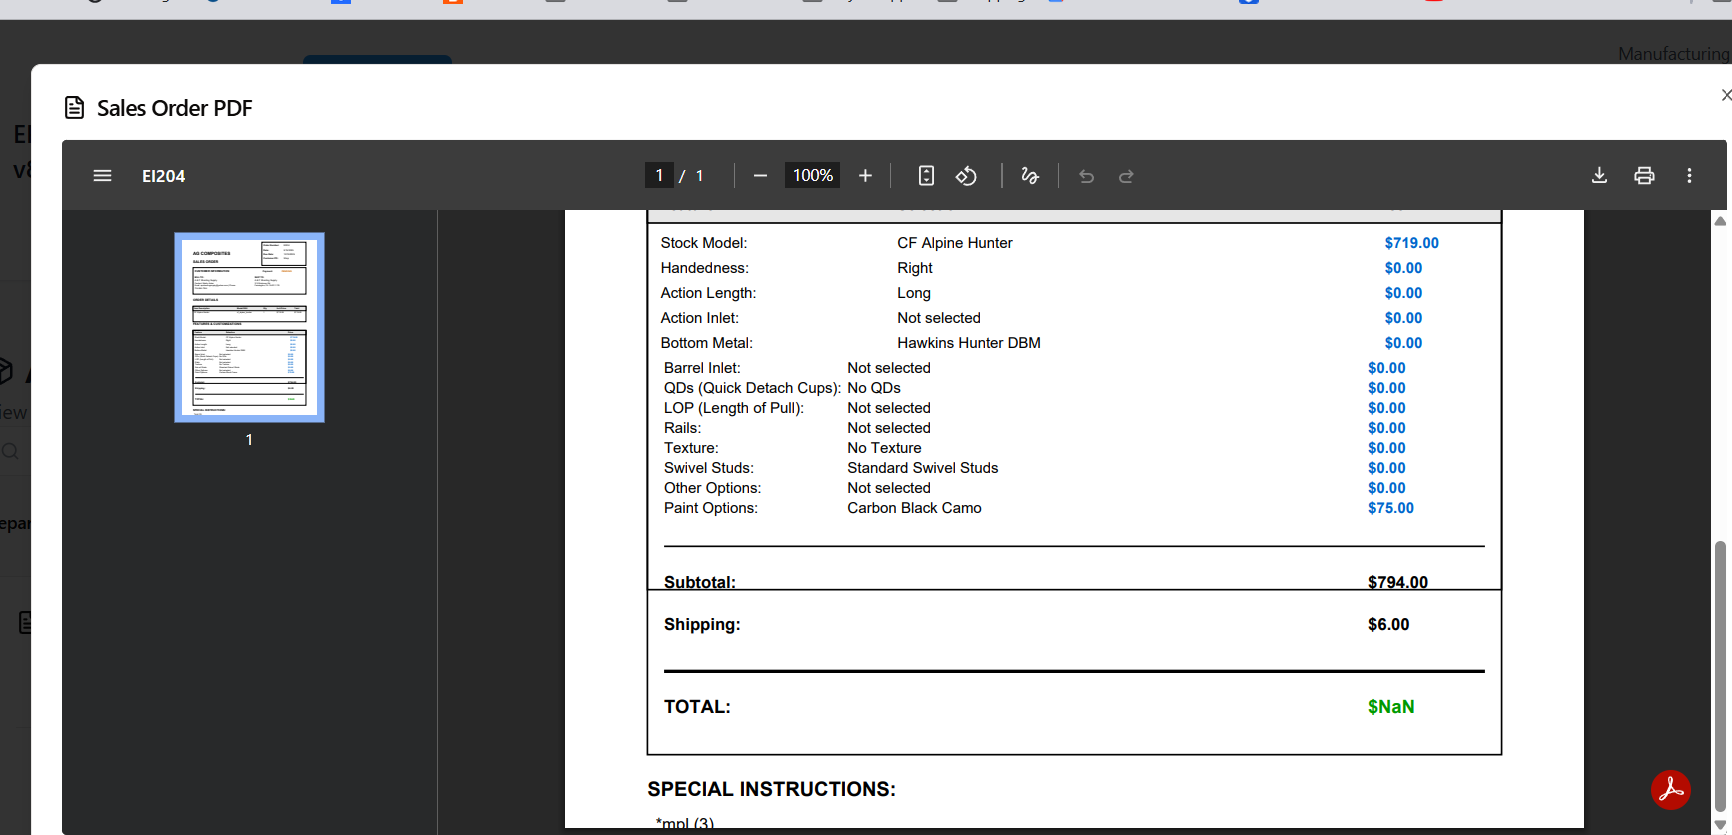 Manufacturing
Sales Order PDF
EI204
1 / 1
100%
1
Stock Model: CF Alpine Hunter $719.00
Handedness: Right $0.00
Action Length: Long $0.00
Action Inlet: Not selected $0.00
Bottom Metal: Hawkins Hunter DBM $0.00
Barrel Inlet: Not selected $0.00
QDs (Quick Detach Cups): No QDs $0.00
LOP (Length of Pull): Not selected $0.00
Rails: Not selected $0.00
Texture: No Texture $0.00
Swivel Studs: Standard Swivel Studs $0.00
Other Options: Not selected $0.00
Paint Options: Carbon Black Camo $75.00
Subtotal: $794.00
Shipping: $6.00
TOTAL: $NaN
SPECIAL INSTRUCTIONS:
*mpl (3)
AG COMPOSITES
SALES ORDER